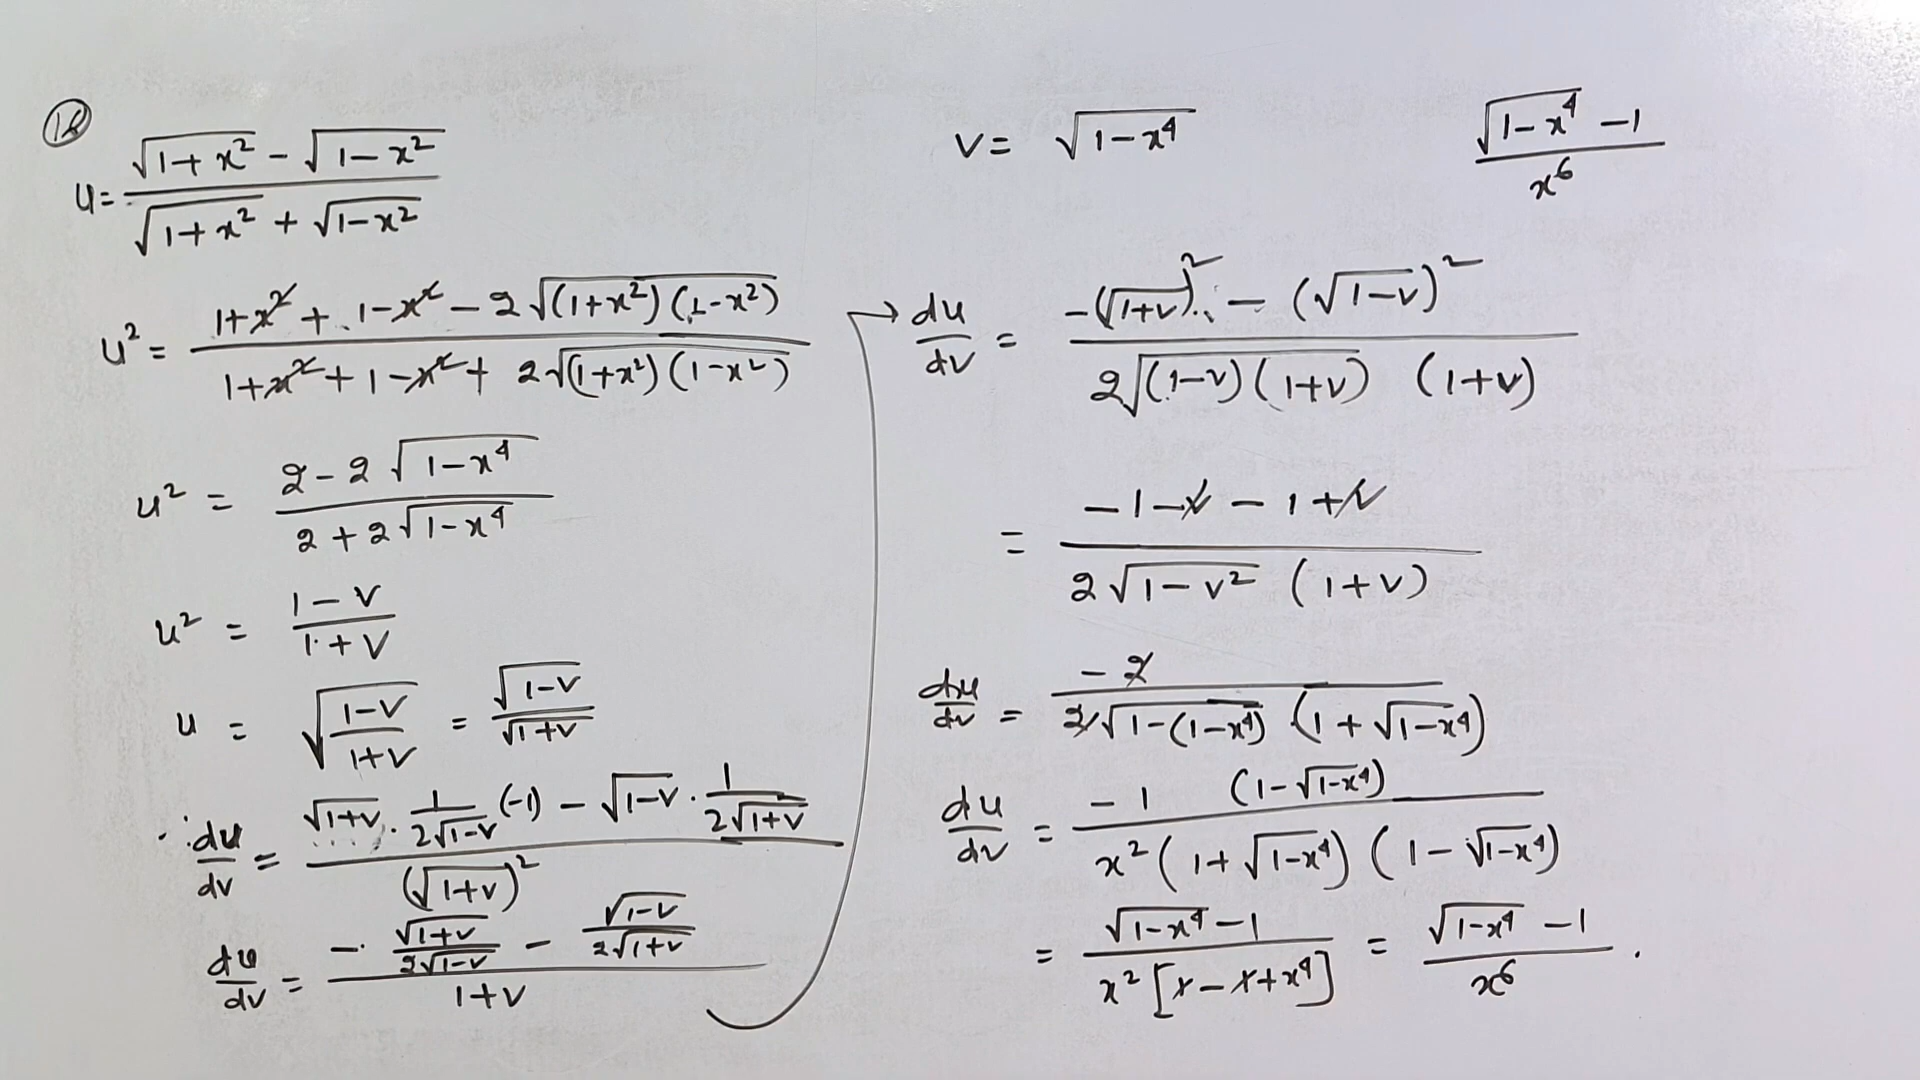 16
u = (√(1+x²) - √(1-x²)) / (√(1+x²) + √(1-x²))
u² = (1+x² + 1-x² - 2√((1+x²)(1-x²))) / (1+x² + 1-x² + 2√((1+x²)(1-x²)))
u² = (2 - 2√(1-x⁴)) / (2 + 2√(1-x⁴))
u² = (1-v) / (1+v)
u = √((1-v)/(1+v)) = √(1-v) / √(1+v)
∴ du/dv = (√(1+v) · 1/(2√(1-v)) (-1) - √(1-v) · 1/(2√(1+v))) / (√(1+v))²
du/dv = (- √(1+v)/(2√(1-v)) - √(1-v)/(2√(1+v))) / (1+v)
v = √(1-x⁴)
(√(1-x⁴) - 1) / x⁶
→ du/dv = (-(√(1+v))² - (√(1-v))²) / (2√((1-v)(1+v)) (1+v))
= (-1-v-1+v) / (2√(1-v²) (1+v))
du/dv = -2 / (2√(1-(1-x⁴)) (1+√(1-x⁴)))
du/dv = -1 (1-√(1-x⁴)) / (x² (1+√(1-x⁴)) (1-√(1-x⁴)))
= (√(1-x⁴) - 1) / (x² [1-1+x⁴]) = (√(1-x⁴) - 1) / x⁶ .